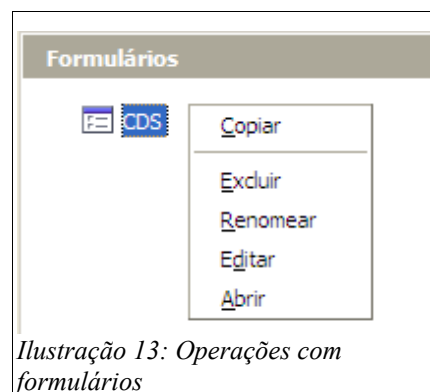 Formulários
CDS
Copiar
Excluir
Renomear
Editar
Abrir
Ilustração 13: Operações com
formulários